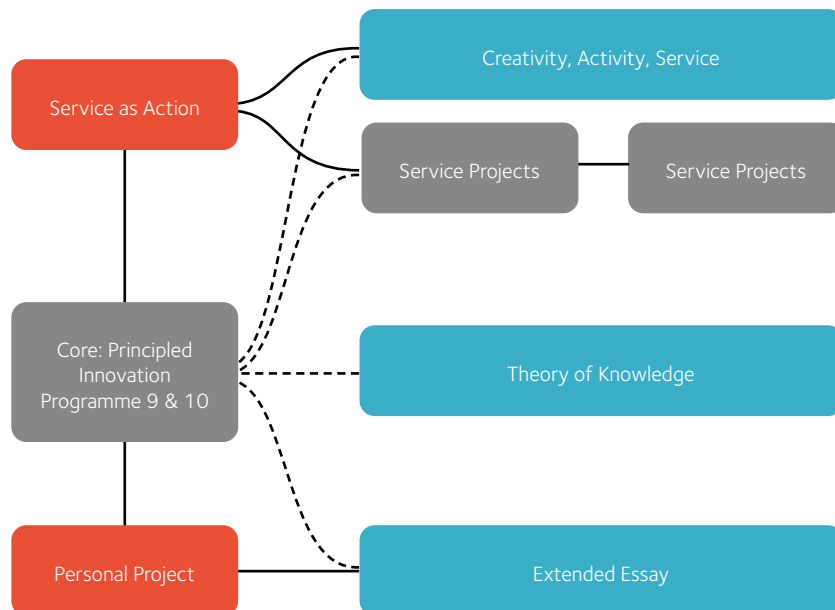 Creativity, Activity, Service
Service as Action
Service Projects
Service Projects
Core: Principled
Innovation
Programme 9 & 10
Theory of Knowledge
Personal Project
Extended Essay